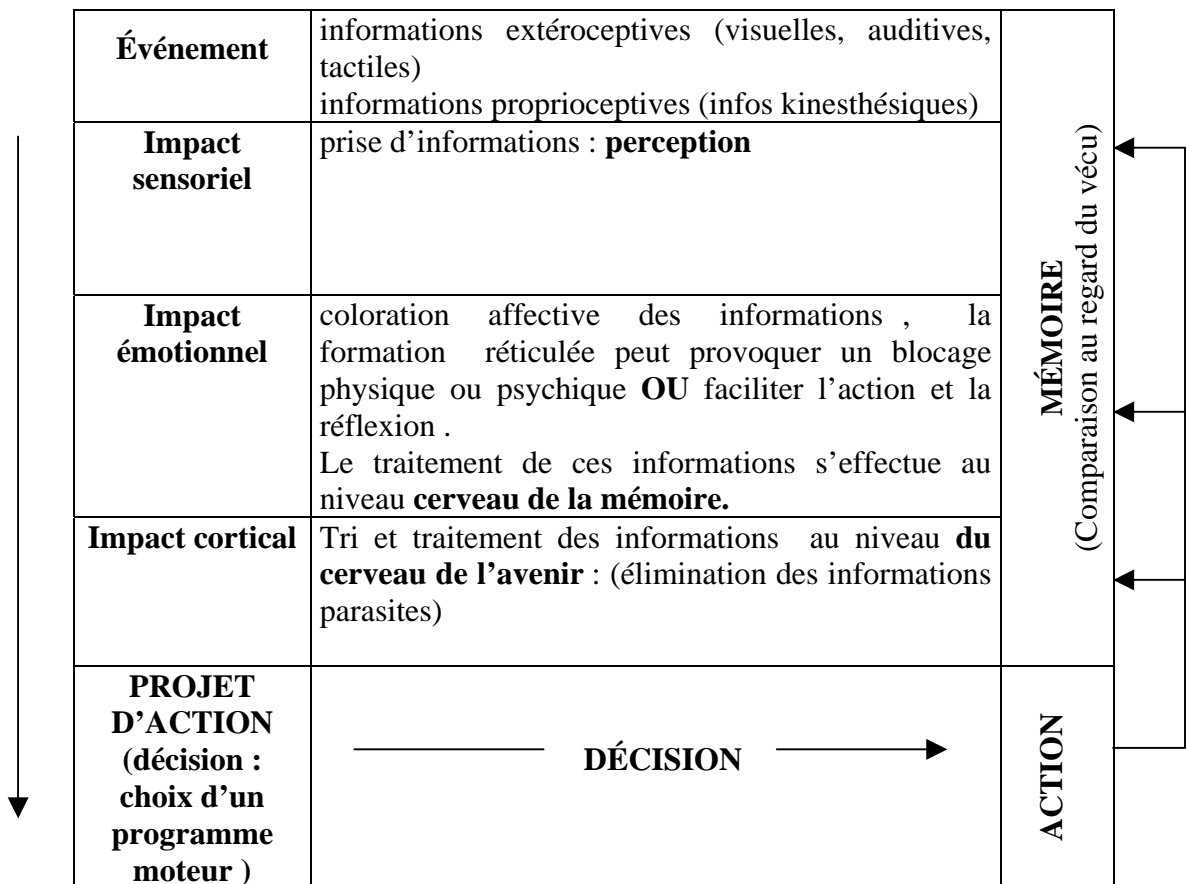 Événement
informations extéroceptives (visuelles, auditives,
tactiles)
informations proprioceptives (infos kinesthésiques)
Impact
sensoriel
prise d'informations : perception
Impact
émotionnel
coloration affective des informations , la
formation réticulée peut provoquer un blocage
physique ou psychique OU faciliter l'action et la
réflexion .
Le traitement de ces informations s'effectue au
niveau cerveau de la mémoire.
Impact cortical
Tri et traitement des informations au niveau du
cerveau de l'avenir : (élimination des informations
parasites)
MÉMOIRE
(Comparaison au regard du vécu)
PROJET
D'ACTION
(décision :
choix d'un
programme
moteur )
DÉCISION
ACTION